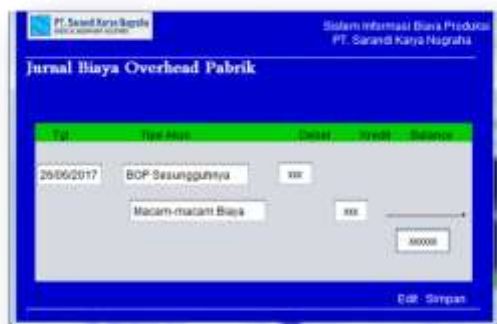 PT. Sarandi Karya Nugraha
Sistem Informasi Biaya Produksi
PT. Sarandi Karya Nugraha
Jurnal Biaya Overhead Pabrik
Tgl Tipe Akun Debet Kredit Balance
26/06/2017 BOP Sesungguhnya xxx
Macam-macam Biaya xxx
xxxxxx
Edit Simpan